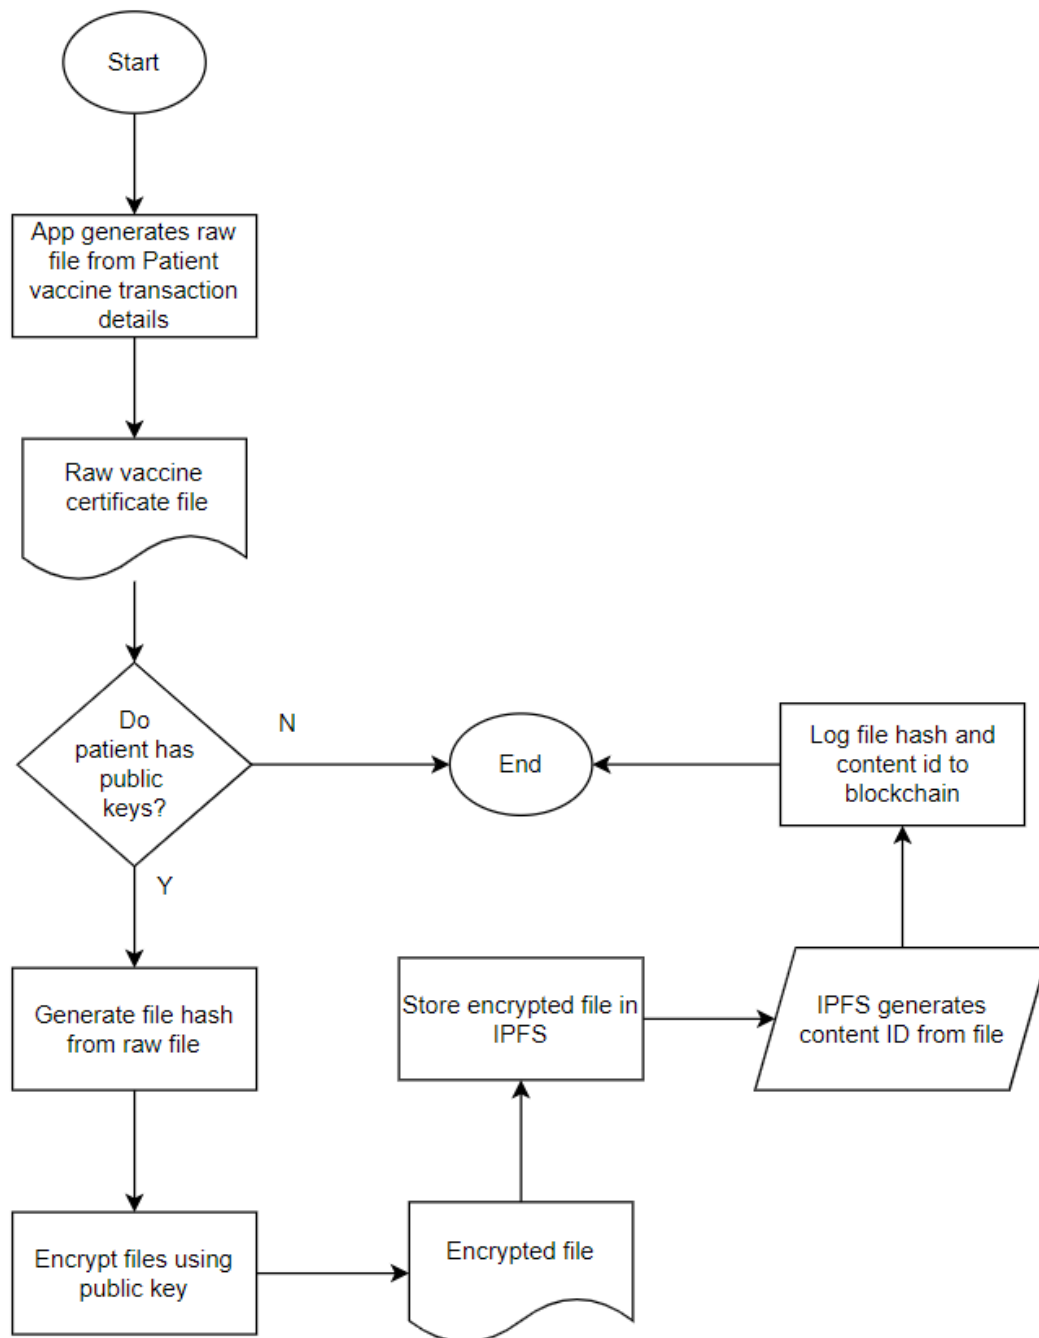 Start
App generates raw
file from Patient
vaccine transaction
details
Raw vaccine
certificate file
Do
patient has
public
keys?
N
End
Log file hash and
content id to
blockchain
Y
Generate file hash
from raw file
Store encrypted file in
IPFS
IPFS generates
content ID from file
Encrypt files using
public key
Encrypted file